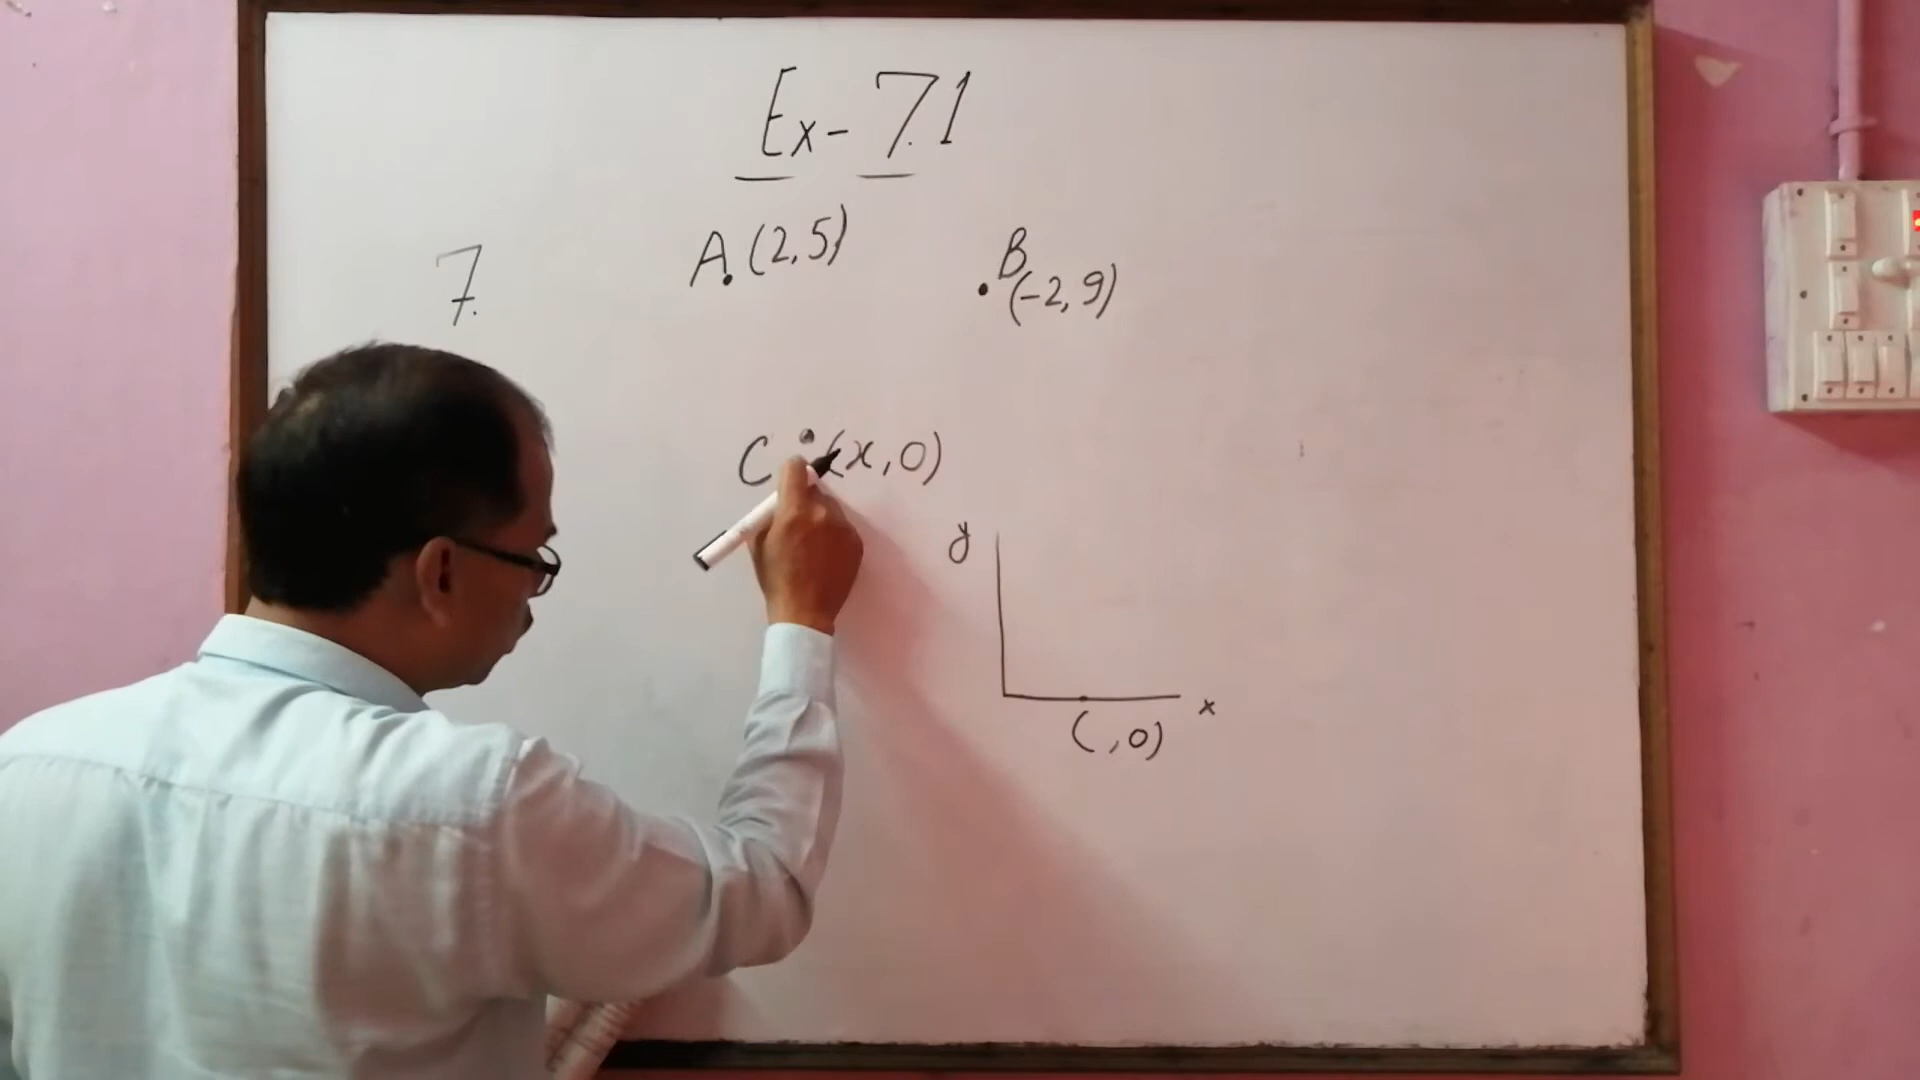 Ex- 7.1
7.
A (2,5)
B
(-2, 9)
C (x, 0)
y
x
( , 0)